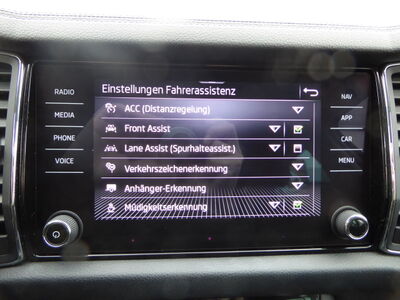 Einstellungen Fahrerassistenz
RADIO
MEDIA
PHONE
VOICE
ACC (Distanzregelung)
Front Assist
Lane Assist (Spurhalteassist.)
Verkehrszeichenerkennung
Anhänger-Erkennung
Müdigkeitserkennung
NAV
APP
CAR
MENU